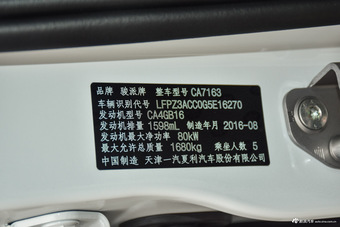 品牌 骏派牌 整车型号 CA7163
车辆识别代号 LFPZ3ACC0G5E16270
发动机型号 CA4GB16
发动机排量 1598mL 制造年月 2016-08
发动机最大净功率 80kW
最大允许总质量 1680kg 乘坐人数 5
中国制造 天津一汽夏利汽车股份有限公司